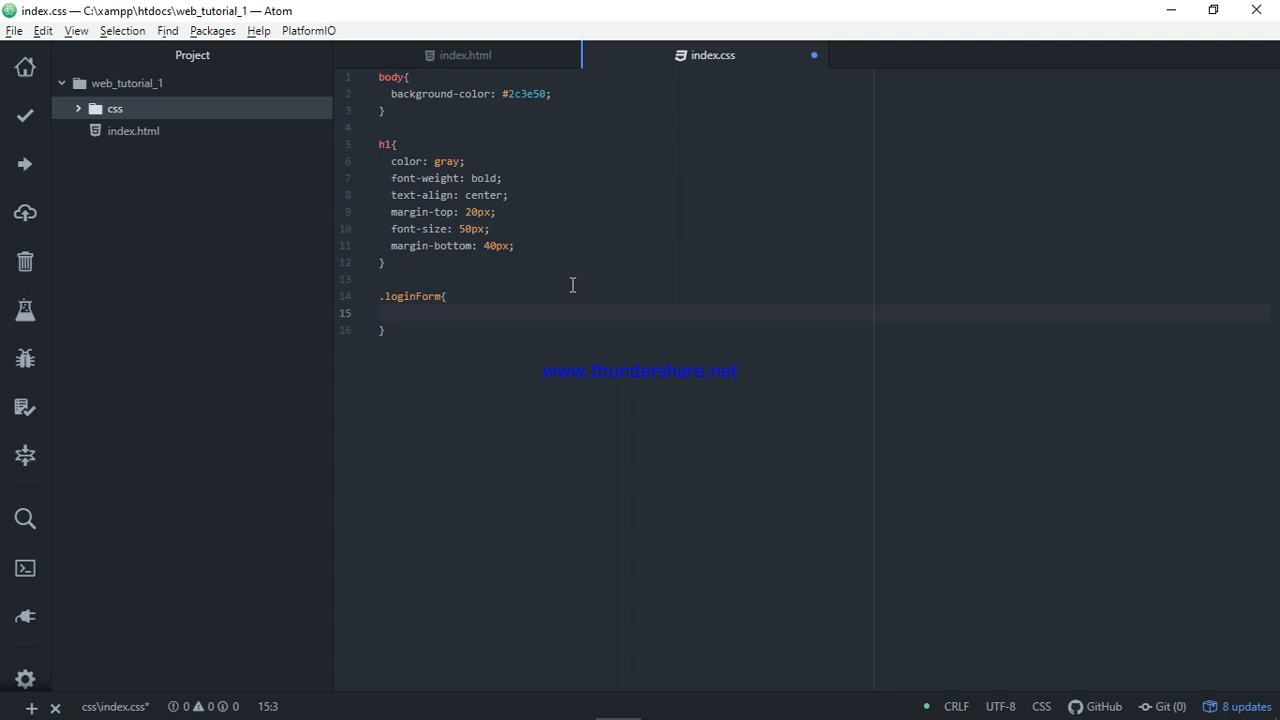 index.css — C:\xampp\htdocs\web_tutorial_1 — Atom
File Edit View Selection Find Packages Help PlatformIO
Project
index.html
index.css
web_tutorial_1
css
index.html
1 body{
2 background-color: #2c3e50;
3 }
4
5 h1{
6 color: gray;
7 font-weight: bold;
8 text-align: center;
9 margin-top: 20px;
10 font-size: 50px;
11 margin-bottom: 40px;
12 }
13
14 .loginForm{
15
16 }
www.thundershare.net
css\index.css* 0 0 0 15:3 CRLF UTF-8 CSS GitHub Git (0) 8 updates